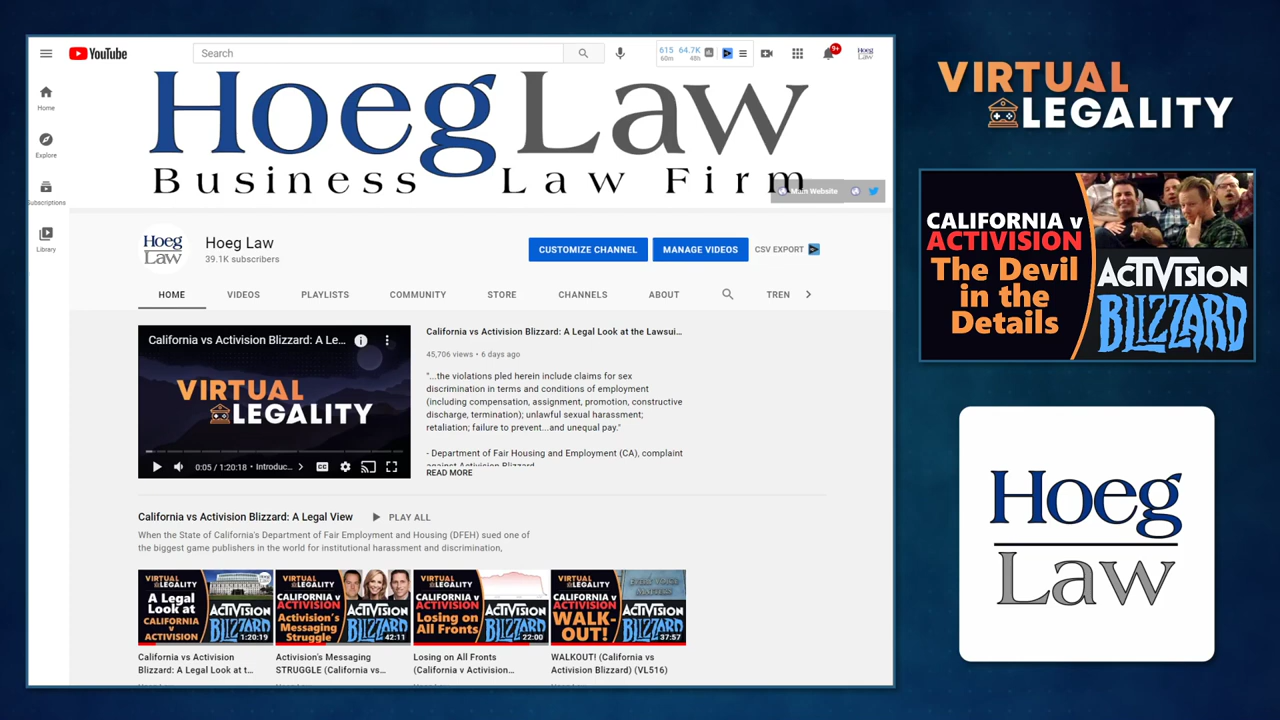 YouTube
Search
615
60m
64.7K
48h
9+
Hoeg
Law
Home
Explore
Subscriptions
Library
HoegLaw
Business Law Firm
Main Website
Hoeg
Law
Hoeg Law
39.1K subscribers
CUSTOMIZE CHANNEL
MANAGE VIDEOS
CSV EXPORT
HOME
VIDEOS
PLAYLISTS
COMMUNITY
STORE
CHANNELS
ABOUT
TREN
California vs Activision Blizzard: A Le...
VIRTUAL
LEGALITY
0:05 / 1:20:18 • Introduc...
CC
California vs Activision Blizzard: A Legal Look at the Lawsui...
45,706 views • 6 days ago
"...the violations pled herein include claims for sex
discrimination in terms and conditions of employment
(including compensation, assignment, promotion, constructive
discharge, termination); unlawful sexual harassment;
retaliation; failure to prevent...and unequal pay."
- Department of Fair Housing and Employment (CA), complaint
against Activision Blizzard
READ MORE
California vs Activision Blizzard: A Legal View
PLAY ALL
When the State of California's Department of Fair Employment and Housing (DFEH) sued one of
the biggest game publishers in the world for institutional harassment and discrimination,
VIRTUAL
LEGALITY
A Legal
Look at
CALIFORNIA
v
ACTIVISION
ACTIVISION
BLIZZARD
1:20:19
VIRTUAL
LEGALITY
CALIFORNIA v
ACTIVISION
Activision's
Messaging
Struggle
ACTIVISION
BLIZZARD
42:11
VIRTUAL
LEGALITY
CALIFORNIA v
ACTIVISION
Losing on
All Fronts
ACTIVISION
BLIZZARD
22:00
VIRTUAL
LEGALITY
CALIFORNIA v
ACTIVISION
WALK-
OUT!
ACTIVISION
BLIZZARD
37:57
California vs Activision
Blizzard: A Legal Look at t...
Activision's Messaging
STRUGGLE (California vs...
Losing on All Fronts
(California v Activision...
WALKOUT! (California vs
Activision Blizzard) (VL516)
VIRTUAL
LEGALITY
CALIFORNIA v
ACTIVISION
The Devil
in the
Details
ACTIVISION
BLIZZARD
Hoeg
Law